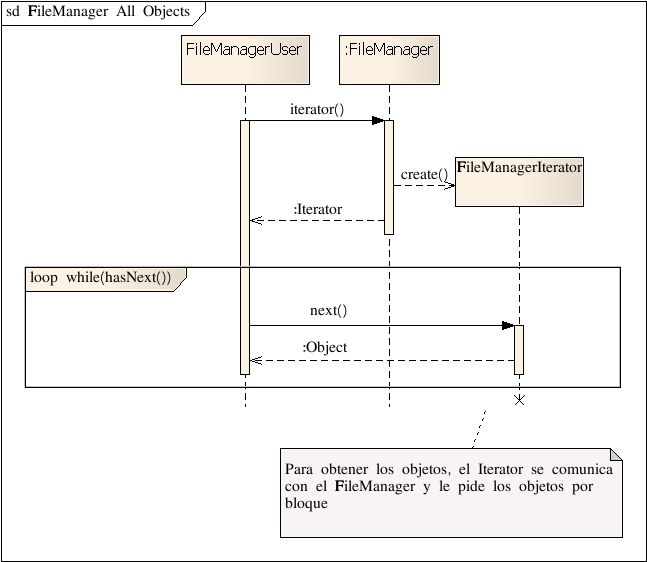 sd FileManager All Objects
FileManagerUser
:FileManager
iterator()
create()
FileManagerIterator
:Iterator
loop while(hasNext())
next()
:Object
Para obtener los objetos, el Iterator se comunica
con el FileManager y le pide los objetos por
bloque